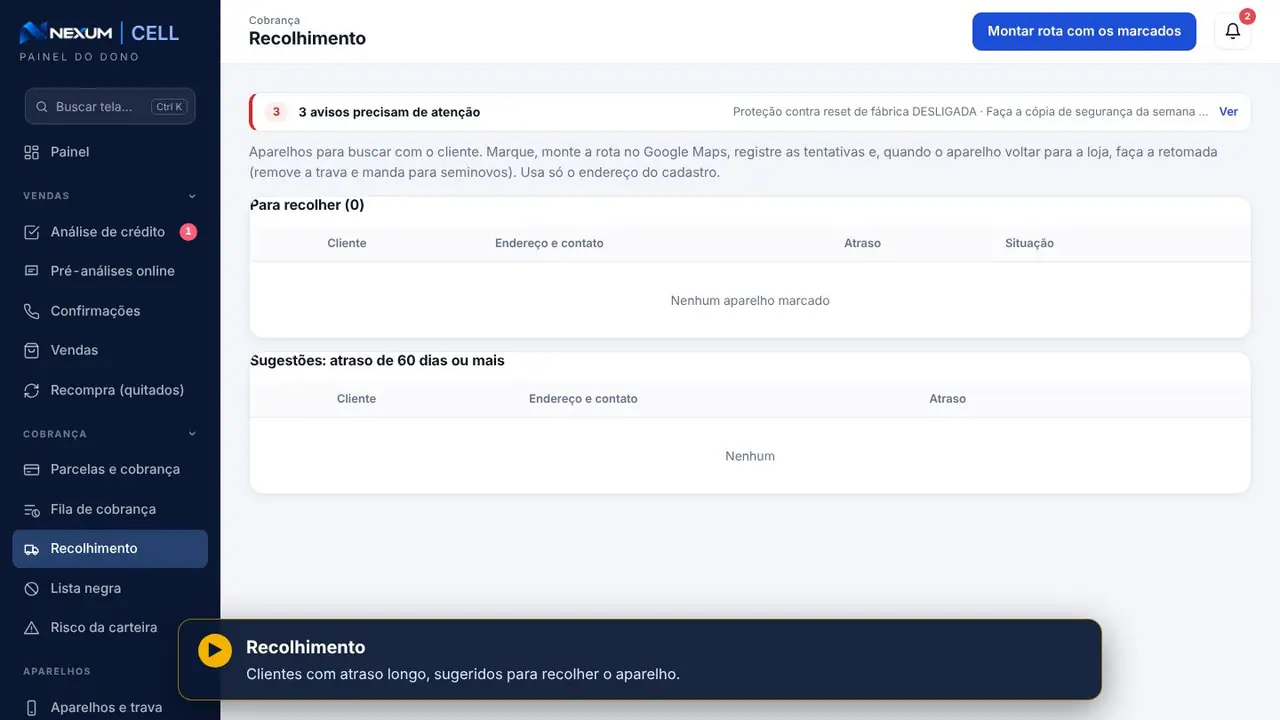 NEXUM | CELL
PAINEL DO DONO
Buscar tela... Ctrl K
Painel
VENDAS
Análise de crédito 1
Pré-análises online
Confirmações
Vendas
Recompra (quitados)
COBRANÇA
Parcelas e cobrança
Fila de cobrança
Recolhimento
Lista negra
Risco da carteira
APARELHOS
Aparelhos e trava
Cobrança
Recolhimento
Montar rota com os marcados
2
3 3 avisos precisam de atenção Proteção contra reset de fábrica DESLIGADA · Faça a cópia de segurança da semana ... Ver
Aparelhos para buscar com o cliente. Marque, monte a rota no Google Maps, registre as tentativas e, quando o aparelho voltar para a loja, faça a retomada
(remove a trava e manda para seminovos). Usa só o endereço do cadastro.
Para recolher (0)
Cliente Endereço e contato Atraso Situação
Nenhum aparelho marcado
Sugestões: atraso de 60 dias ou mais
Cliente Endereço e contato Atraso
Nenhum
Recolhimento
Clientes com atraso longo, sugeridos para recolher o aparelho.